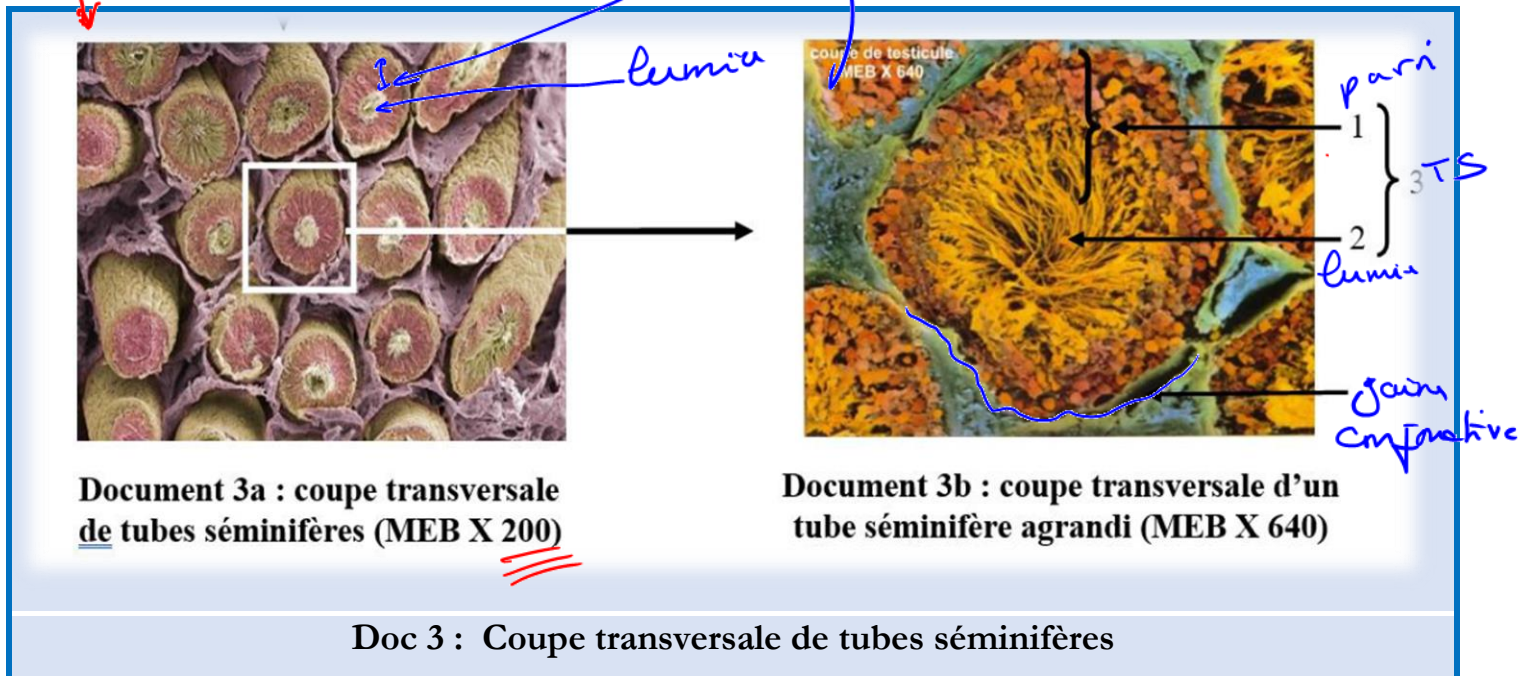 lumiè
coupe de testicule
MEB X 640
paroi
1
3 TS
2
lumiè
gaine
conjonctive
Document 3a : coupe transversale
de tubes séminifères (MEB X 200)
Document 3b : coupe transversale d’un
tube séminifère agrandi (MEB X 640)
Doc 3 : Coupe transversale de tubes séminifères